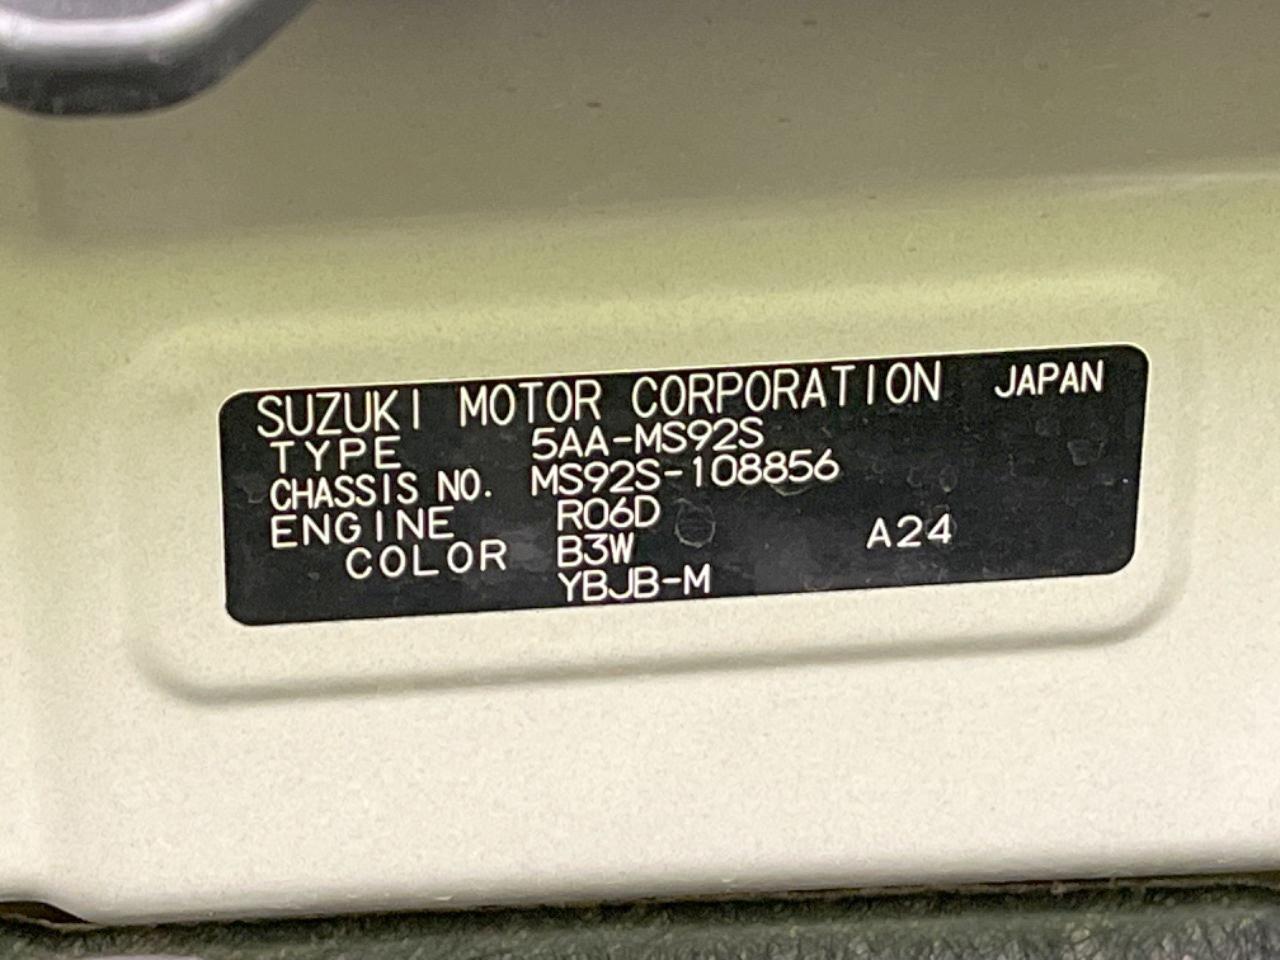 SUZUKI MOTOR CORPORATION JAPAN
TYPE 5AA-MS92S
CHASSIS NO. MS92S-108856
ENGINE R06D
COLOR B3W A24
YBJB-M